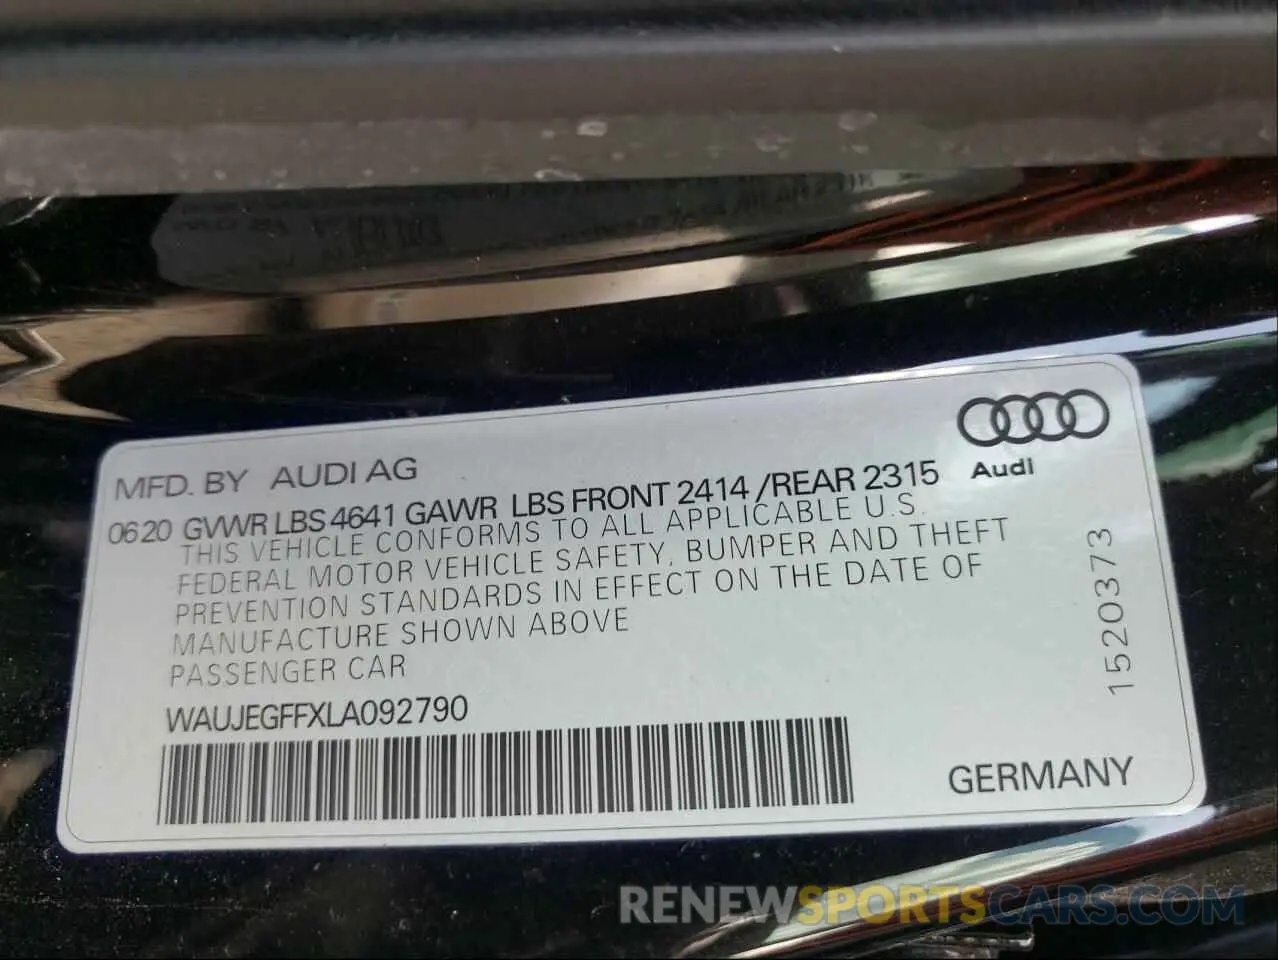 MFD. BY AUDI AG
Audi
0620 GVWR LBS 4641 GAWR LBS FRONT 2414 /REAR 2315
THIS VEHICLE CONFORMS TO ALL APPLICABLE U.S.
FEDERAL MOTOR VEHICLE SAFETY, BUMPER AND THEFT
PREVENTION STANDARDS IN EFFECT ON THE DATE OF
MANUFACTURE SHOWN ABOVE
PASSENGER CAR
WAUJEGFFXLA092790
1520373
GERMANY
RENEWSPORTSCARS.COM